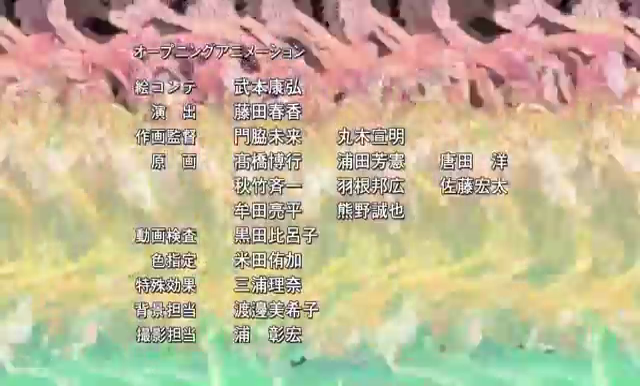 オープニングアニメーション
絵コンテ 武本康弘
演 出 藤田春香
作画監督 門脇未来 丸木宣明
原 画 髙橋博行 浦田芳憲 唐田 洋
秋竹斉一 羽根邦広 佐藤宏太
牟田亮平 熊野誠也
動画検査 黒田比呂子
色指定 米田侑加
特殊効果 三浦理奈
背景担当 渡邊美希子
撮影担当 浦 彰宏